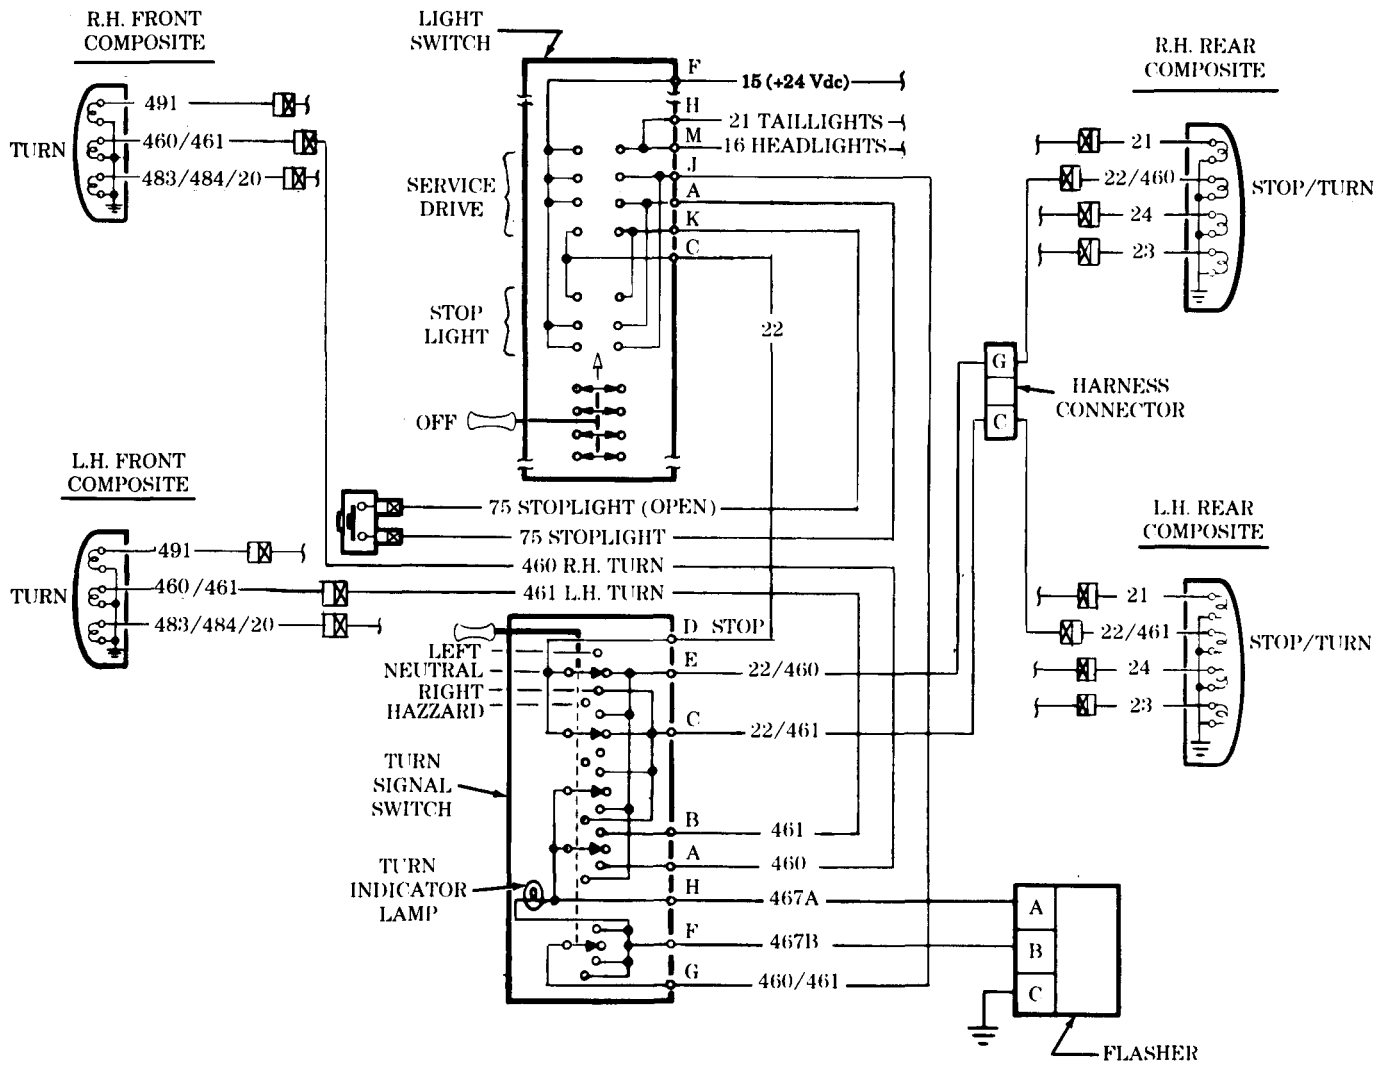 R.H. FRONT
COMPOSITE
LIGHT
SWITCH
R.H. REAR
COMPOSITE
TURN
491
460/461
483/484/20
F
15 (+24 Vdc)
H
21 TAILLIGHTS
M
16 HEADLIGHTS
J
A
K
C
SERVICE
DRIVE
STOP
LIGHT
OFF
22
21
22/460
24
23
STOP/TURN
G
C
HARNESS
CONNECTOR
L.H. FRONT
COMPOSITE
75 STOPLIGHT (OPEN)
75 STOPLIGHT
460 R.H. TURN
461 L.H. TURN
TURN
491
460/461
483/484/20
L.H. REAR
COMPOSITE
21
22/461
24
23
STOP/TURN
D STOP
LEFT
NEUTRAL
RIGHT
HAZZARD
E
22/460
C
22/461
TURN
SIGNAL
SWITCH
B
461
A
460
TURN
INDICATOR
LAMP
H
467A
F
467B
G
460/461
A
B
C
FLASHER